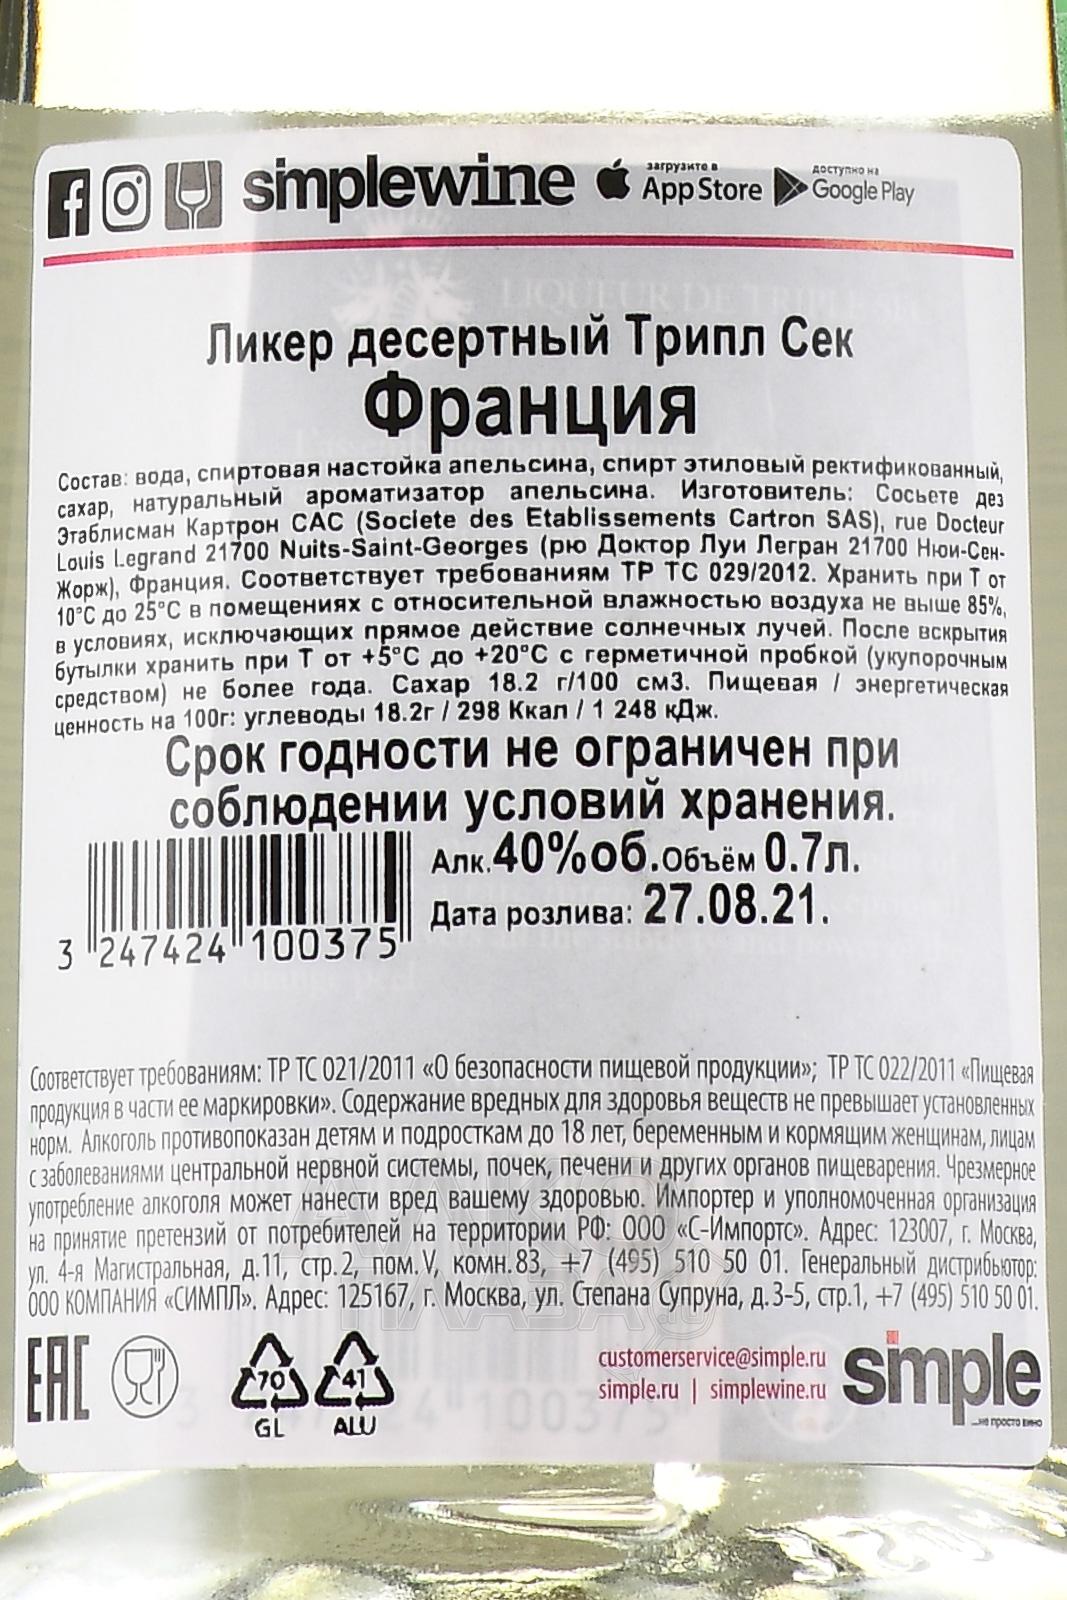 simplewine загрузите в App Store доступно на Google Play
LIQUEUR DE TRIPLE
Ликер десертный Трипл Сек
Франция
Состав: вода, спиртовая настойка апельсина, спирт этиловый ректификованный,
сахар, натуральный ароматизатор апельсина. Изготовитель: Сосьете дез
Этаблисман Картрон САС (Societe des Etablissements Cartron SAS), rue Docteur
Louis Legrand 21700 Nuits-Saint-Georges (рю Доктор Луи Легран 21700 Нюи-Сен-
Жорж), Франция. Соответствует требованиям ТР ТС 029/2012. Хранить при Т от
10°С до 25°С в помещениях с относительной влажностью воздуха не выше 85%,
в условиях, исключающих прямое действие солнечных лучей. После вскрытия
бутылки хранить при Т от +5°С до +20°С с герметичной пробкой (укупорочным
средством) не более года. Сахар 18.2 г/100 см3. Пищевая / энергетическая
ценность на 100г: углеводы 18.2г / 298 Ккал / 1 248 кДж.
Срок годности не ограничен при
соблюдении условий хранения.
Алк.40%об.Объём 0.7л.
Дата розлива: 27.08.21.
3 247424 100375
Соответствует требованиям: ТР ТС 021/2011 «О безопасности пищевой продукции»; ТР ТС 022/2011 «Пищевая
продукция в части ее маркировки». Содержание вредных для здоровья веществ не превышает установленных
норм. Алкоголь противопоказан детям и подросткам до 18 лет, беременным и кормящим женщинам, лицам
с заболеваниями центральной нервной системы, почек, печени и других органов пищеварения. Чрезмерное
употребление алкоголя может нанести вред вашему здоровью. Импортер и уполномоченная организация
на принятие претензий от потребителей на территории РФ: ООО «С-Импортс». Адрес: 123007, г. Москва,
ул. 4-я Магистральная, д.11, стр.2, пом.V, комн.83, +7 (495) 510 50 01. Генеральный дистрибьютор:
ООО КОМПАНИЯ «СИМПЛ». Адрес: 125167, г. Москва, ул. Степана Супруна, д.3-5, стр.1, +7 (495) 510 50 01.
ЕАС
70
GL
41
ALU
customerservice@simple.ru
simple.ru | simplewine.ru
simple
...не просто вино